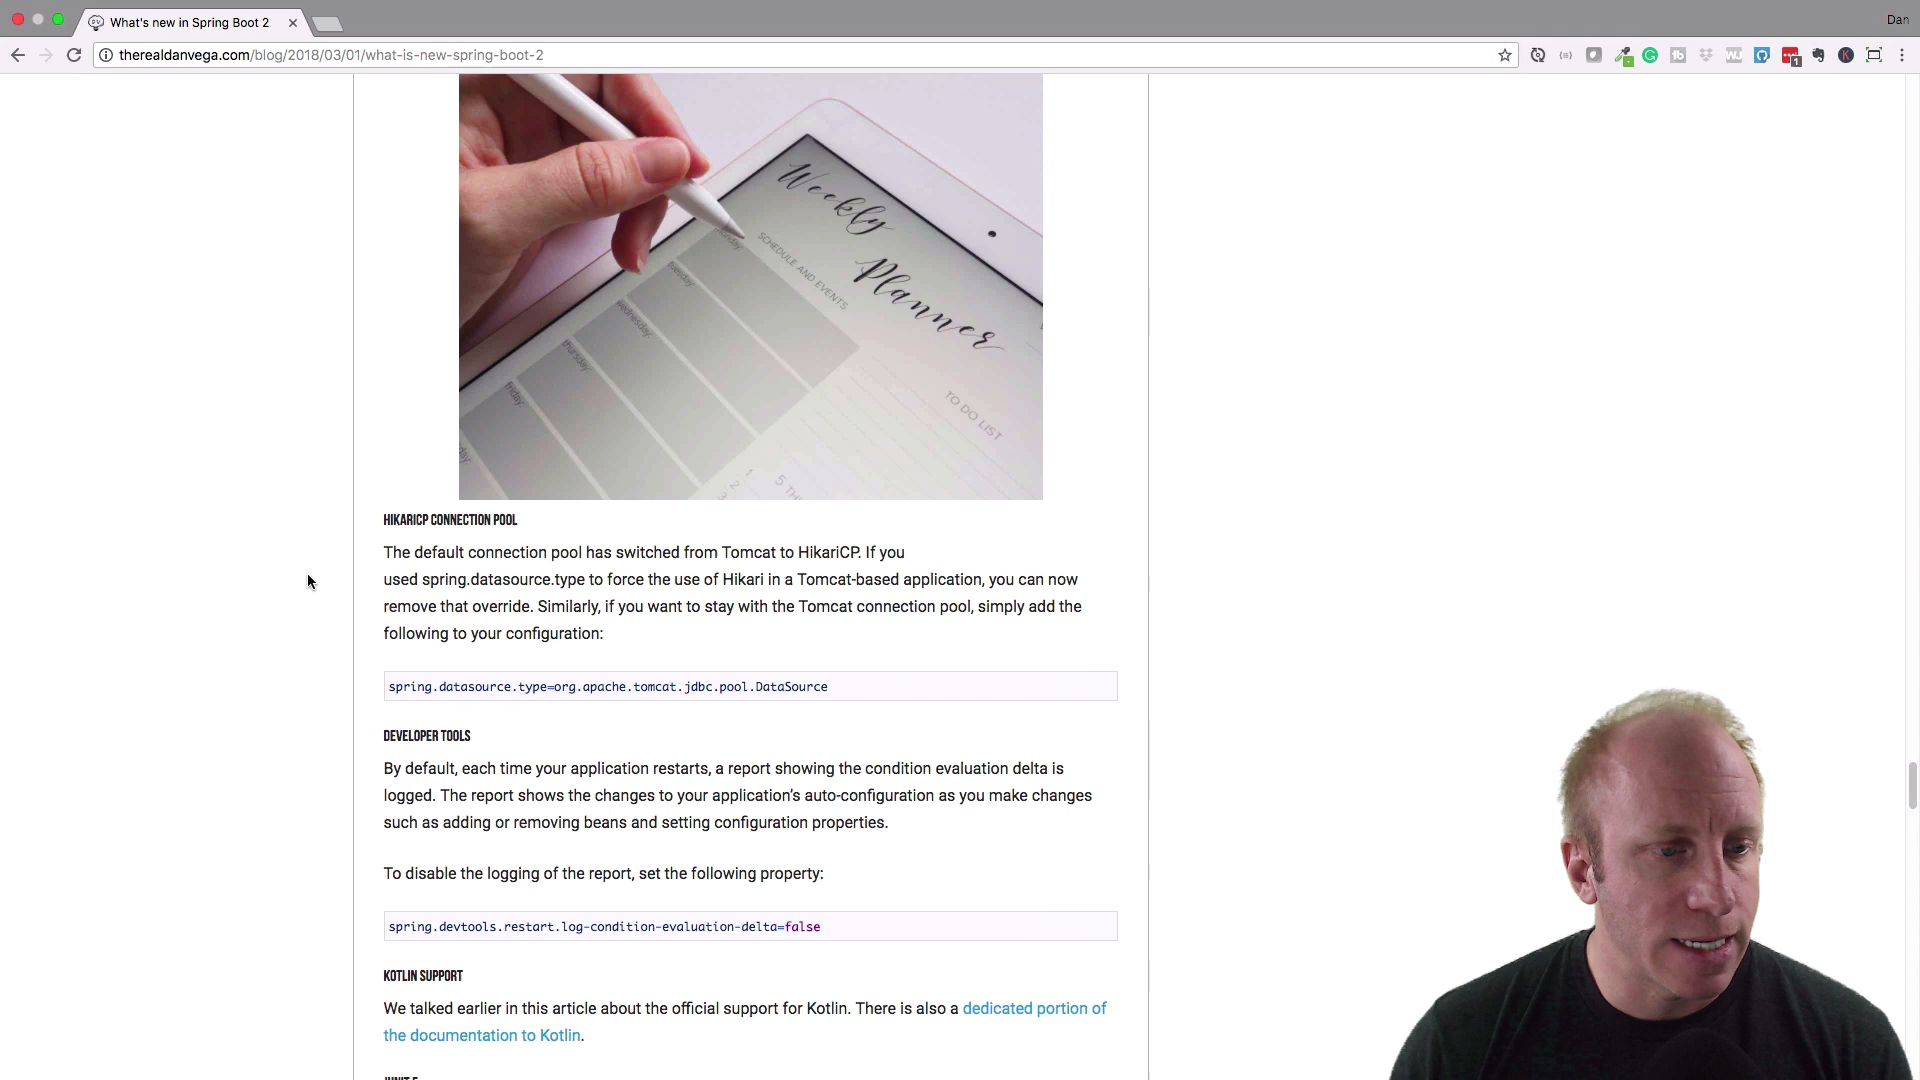 What's new in Spring Boot 2
Dan
therealdanvega.com/blog/2018/03/01/what-is-new-spring-boot-2
1
Weekly
Planner
SCHEDULE AND EVENTS
tuesday
wednesday
thursday
friday
TO DO LIST
1
2
3
HIKARICP CONNECTION POOL
The default connection pool has switched from Tomcat to HikariCP. If you
used spring.datasource.type to force the use of Hikari in a Tomcat-based application, you can now
remove that override. Similarly, if you want to stay with the Tomcat connection pool, simply add the
following to your configuration:
spring.datasource.type=org.apache.tomcat.jdbc.pool.DataSource
DEVELOPER TOOLS
By default, each time your application restarts, a report showing the condition evaluation delta is
logged. The report shows the changes to your application's auto-configuration as you make changes
such as adding or removing beans and setting configuration properties.
To disable the logging of the report, set the following property:
spring.devtools.restart.log-condition-evaluation-delta=false
KOTLIN SUPPORT
We talked earlier in this article about the official support for Kotlin. There is also a dedicated portion of
the documentation to Kotlin.